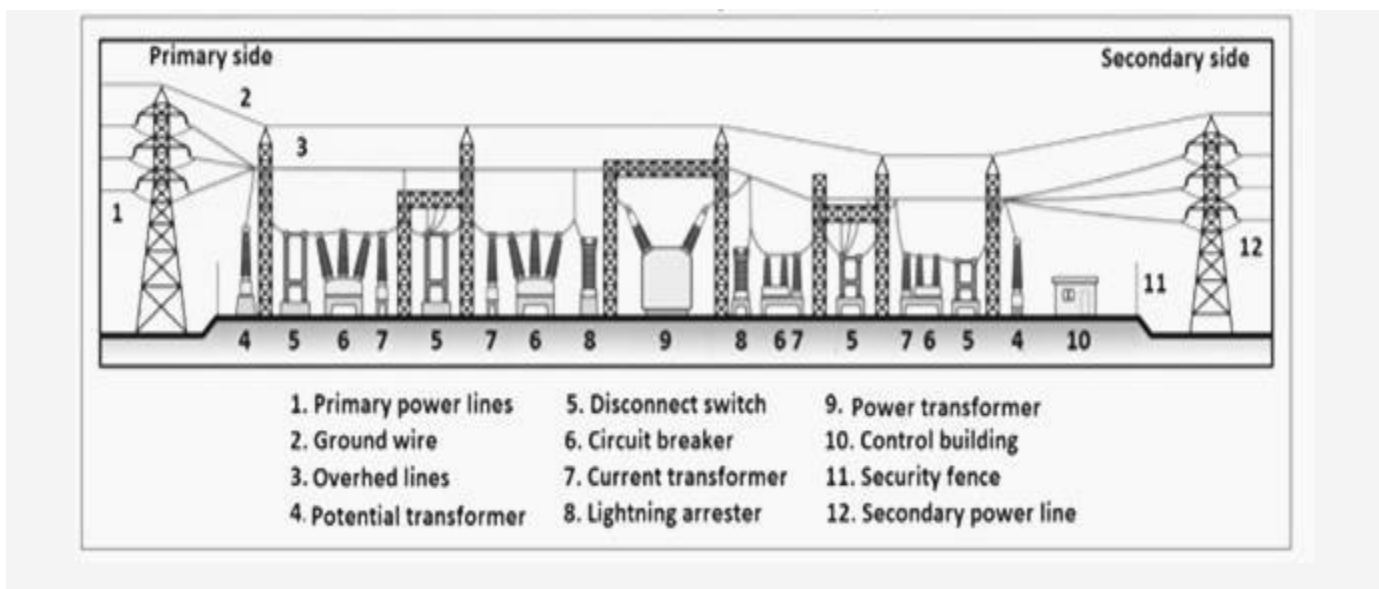 Primary side
Secondary side
2
3
1
12
11
4 5 6 7 5 7 6 8 9 8 6 7 5 7 6 5 4 10
1. Primary power lines
2. Ground wire
3. Overhed lines
4. Potential transformer
5. Disconnect switch
6. Circuit breaker
7. Current transformer
8. Lightning arrester
9. Power transformer
10. Control building
11. Security fence
12. Secondary power line